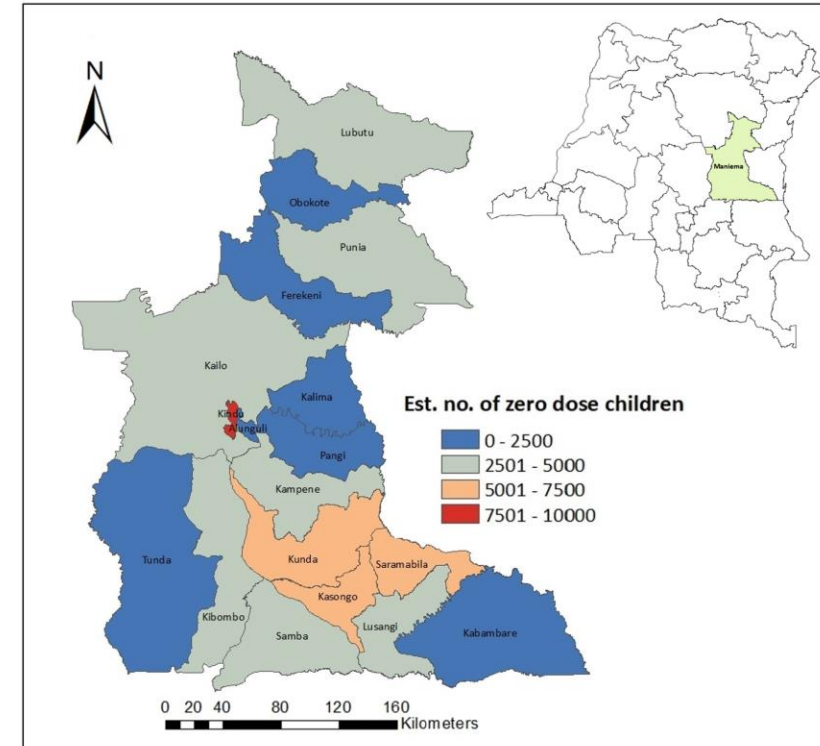 N
Lubutu
Maniema
Obokote
Punia
Ferekeni
Kailo
Kalima
Est. no. of zero dose children
Kindu
Alunguli
0 - 2500
Pangi
2501 - 5000
Kampene
5001 - 7500
7501 - 10000
Tunda
Kunda
Saramabila
Kasongo
Kibombo
Lusangi
Samba
Kabambare
0 20 40 80 120 160
Kilometers